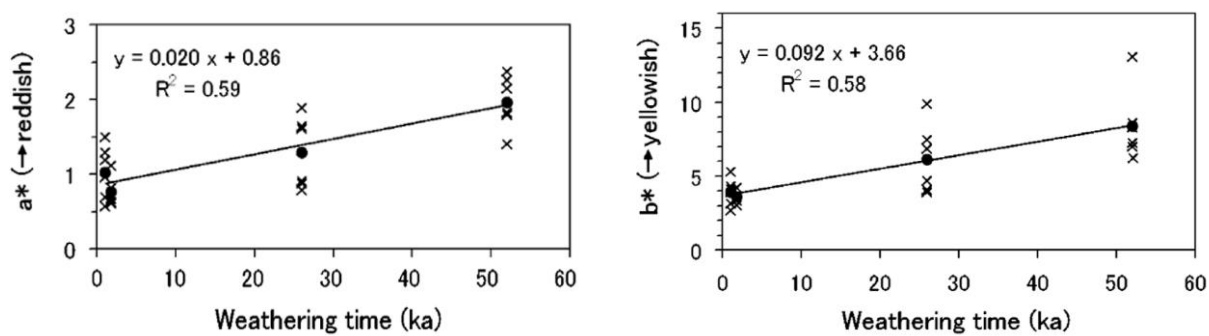 3
2
1
0
a* (→reddish)
y = 0.020 x + 0.86
R² = 0.59
0 10 20 30 40 50 60
Weathering time (ka)
15
10
5
0
b* (→yellowish)
y = 0.092 x + 3.66
R² = 0.58
0 10 20 30 40 50 60
Weathering time (ka)